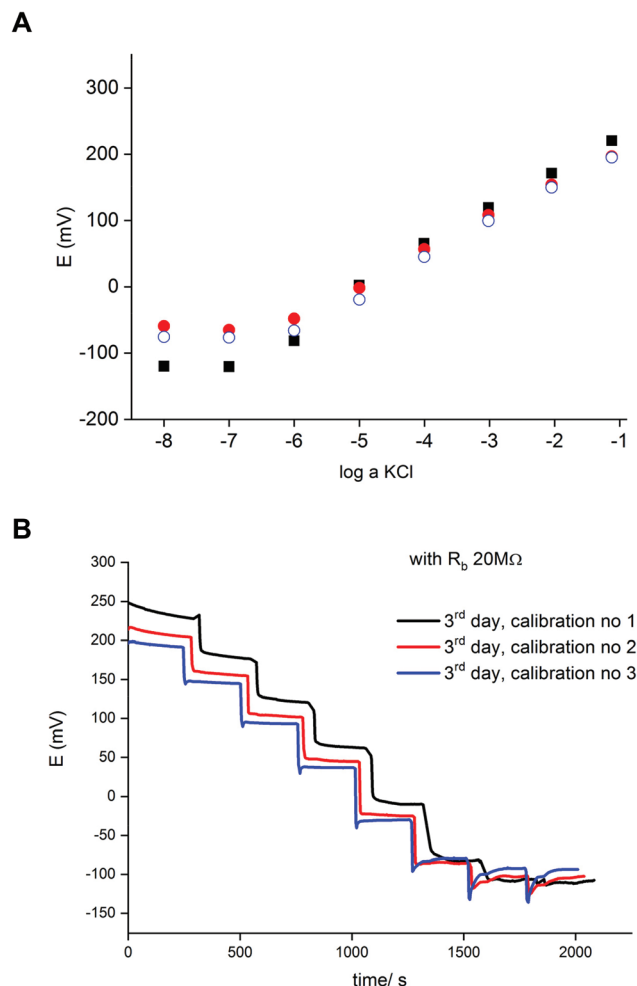 A
300
200
100
0
-100
-200
E (mV)
-8 -7 -6 -5 -4 -3 -2 -1
log a KCl
B
with R_b 20MΩ
3rd day, calibration no 1
3rd day, calibration no 2
3rd day, calibration no 3
300
250
200
150
100
50
0
-50
-100
-150
E (mV)
0 500 1000 1500 2000
time/ s